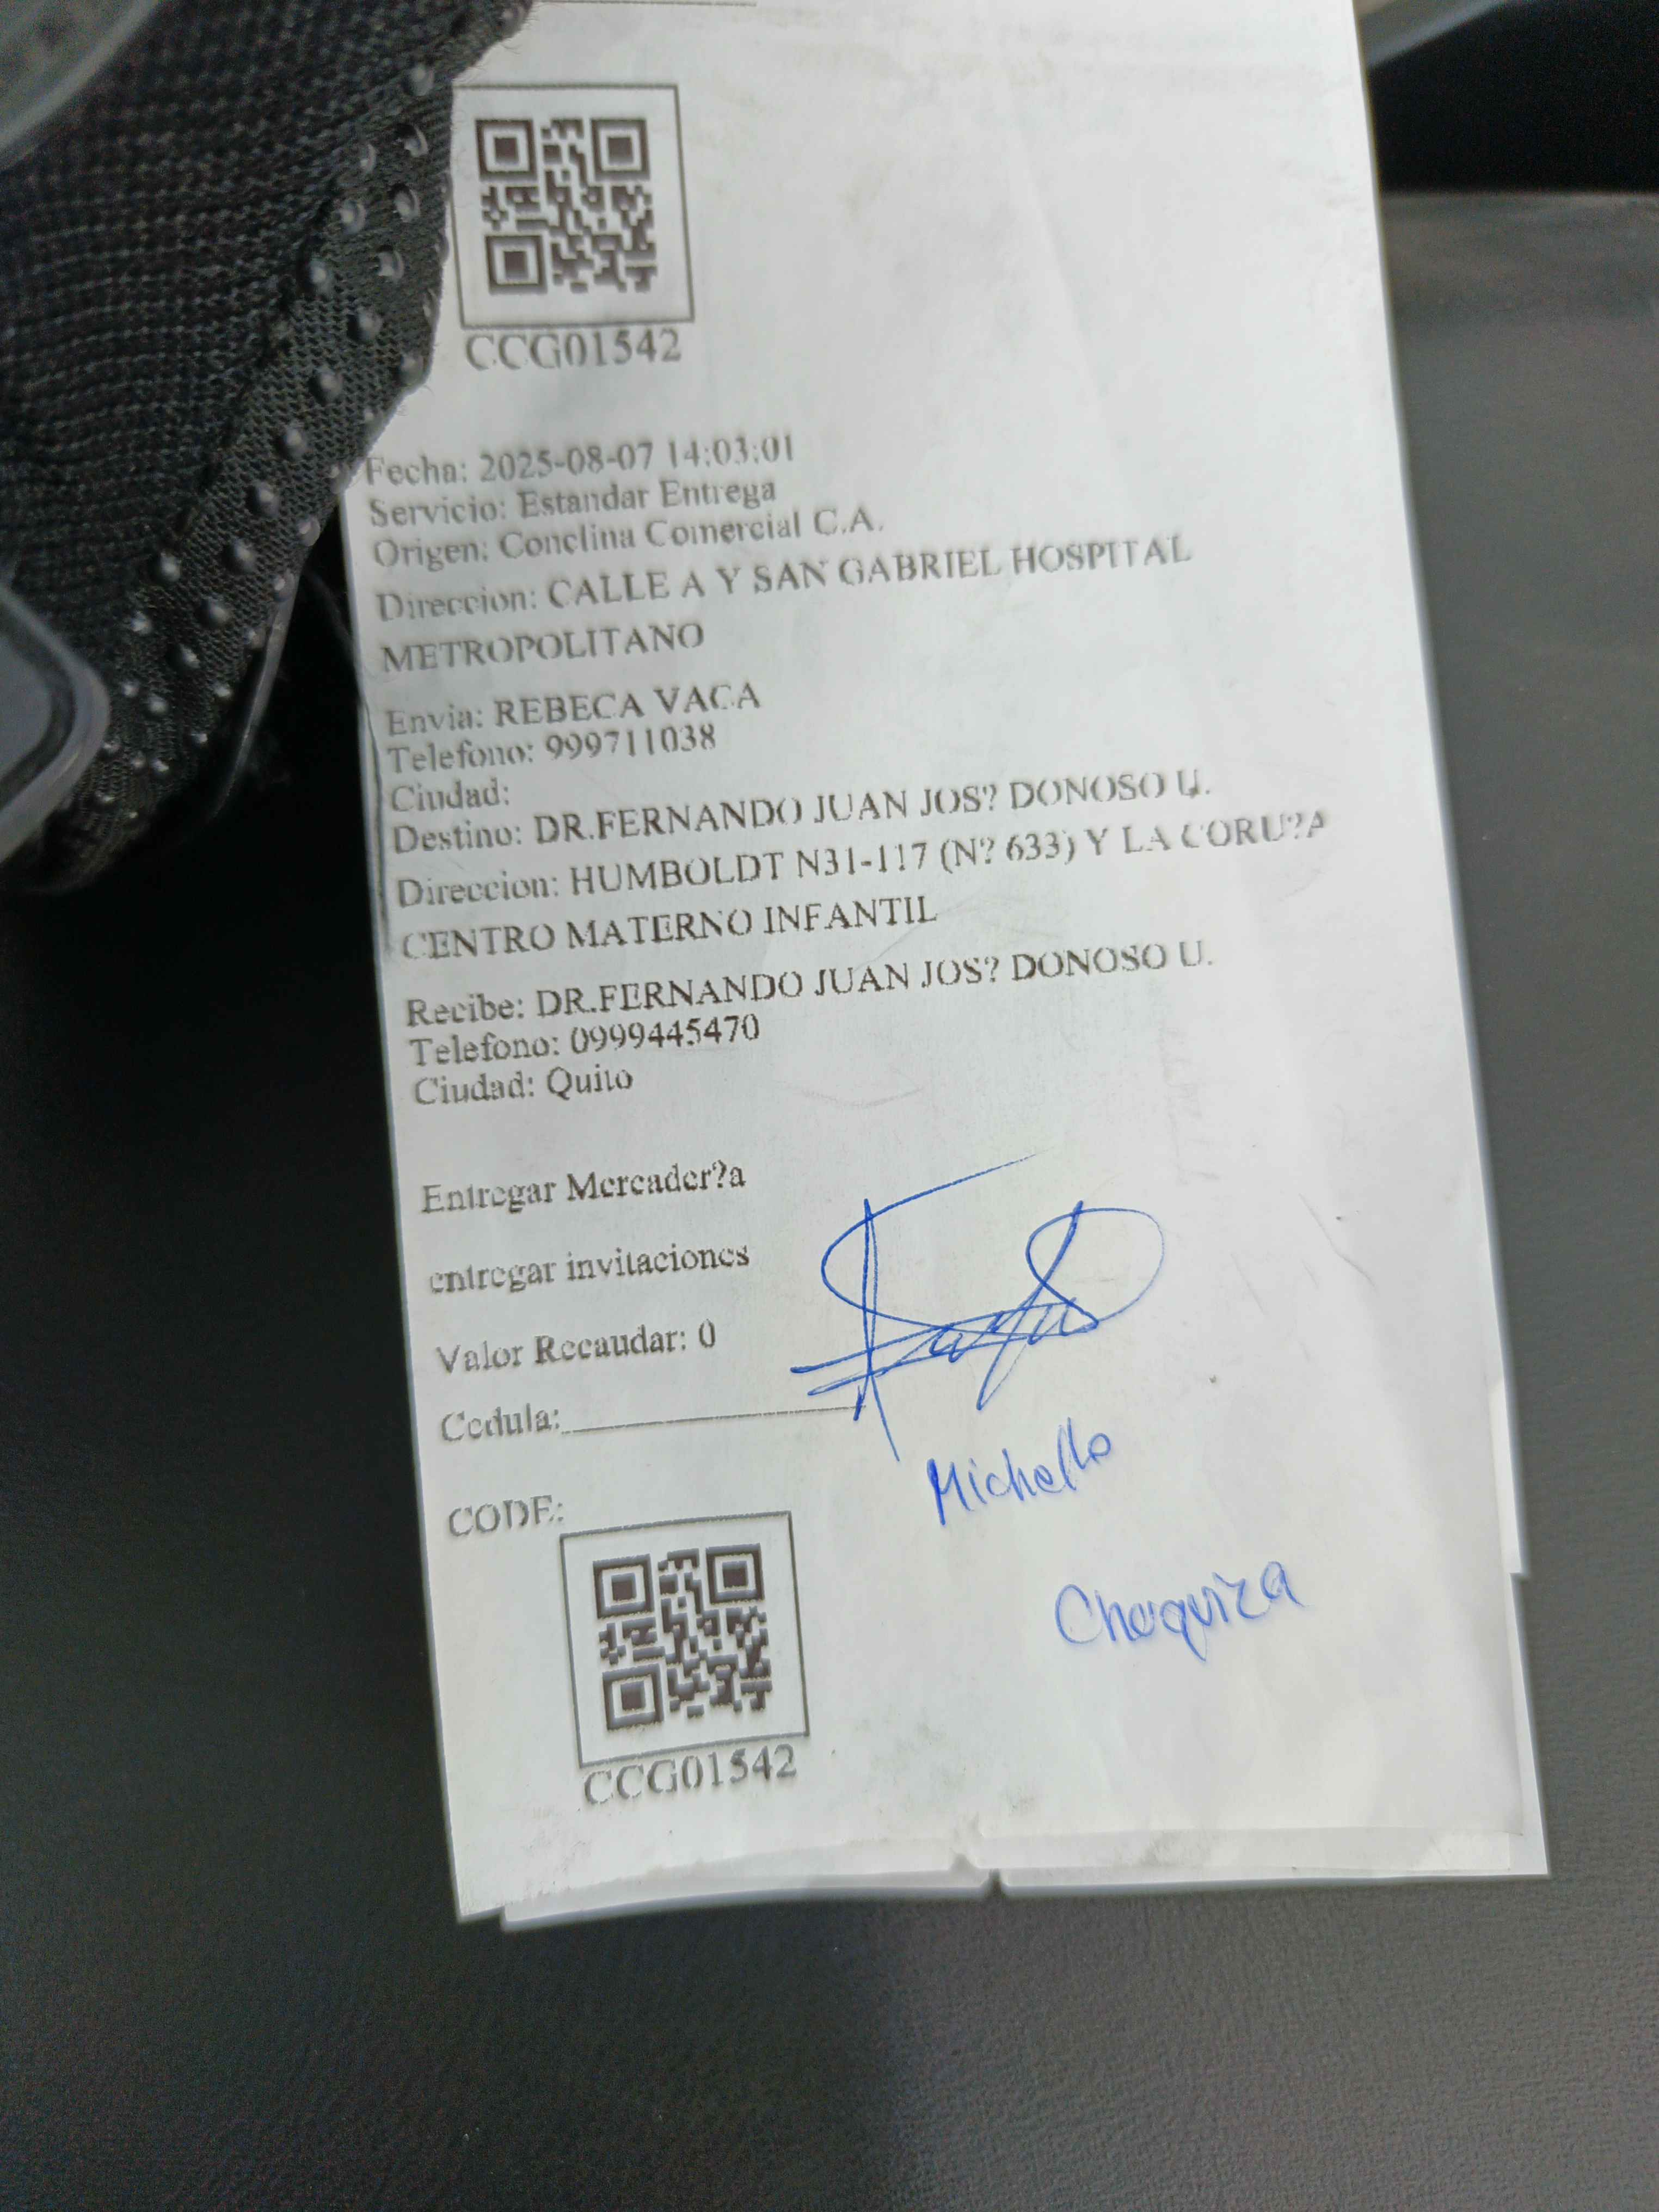 CCG01542
Fecha: 2025-08-07 14:03:01
Servicio: Estandar Entrega
Origen: Conclina Comercial C.A.
Direccion: CALLE A Y SAN GABRIEL HOSPITAL
METROPOLITANO
Envia: REBECA VACA
Telefono: 999711038
Ciudad:
Destino: DR.FERNANDO JUAN JOS? DONOSO U.
Direccion: HUMBOLDT N31-117 (N? 633) Y LA CORU?A
CENTRO MATERNO INFANTIL
Recibe: DR.FERNANDO JUAN JOS? DONOSO U.
Telefono: 0999445470
Ciudad: Quito
Entregar Mercader?a
entregar invitaciones
Valor Recaudar: 0
Cedula:
Michelle
CODE:
CCG01542